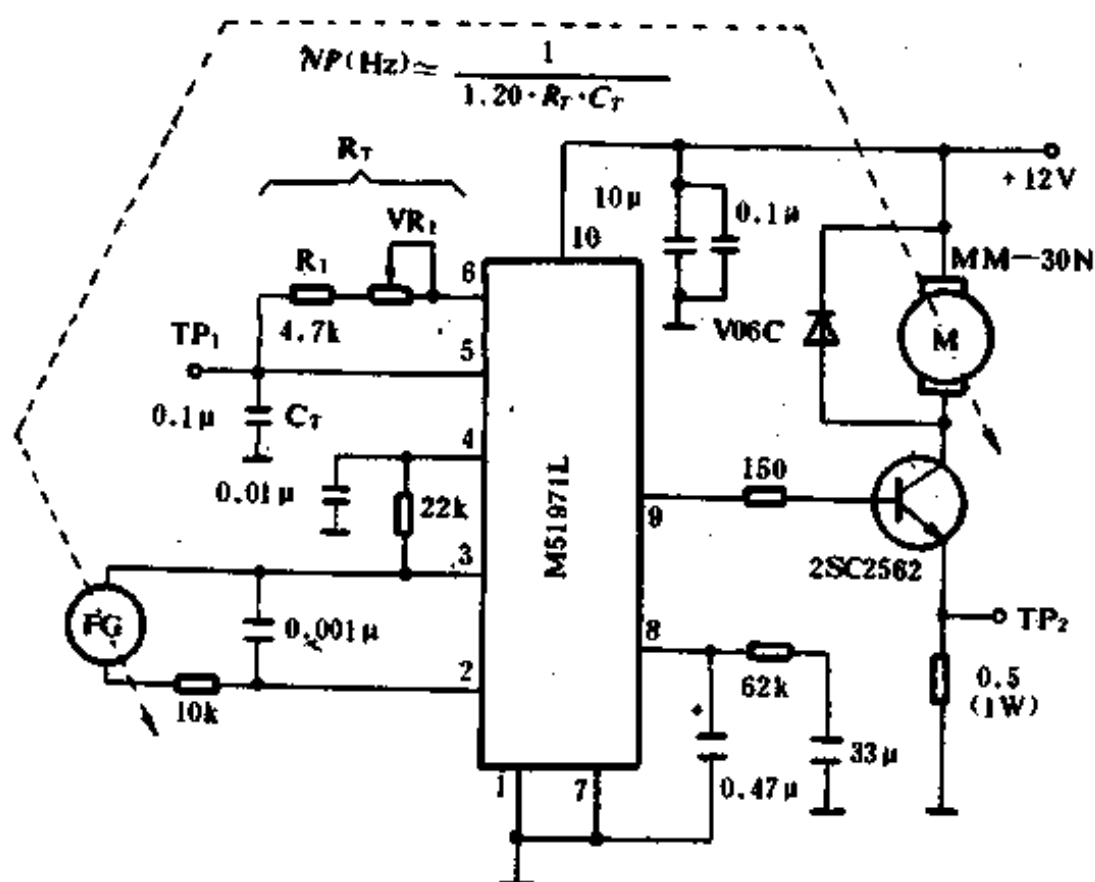 NP(Hz)≃ 1
1.20·R_T·C_T
R_T
VR₁
R₁
4.7k
TP₁
0.1μ
C_T
0.01μ
22k
FG
0.001μ
10k
6
5
4
3
2
1
7
10
9
8
M51971L
10μ
0.1μ
+12V
MM-30N
V06C
M
150
2SC2562
TP₂
0.5
(1W)
62k
33μ
+
0.47μ